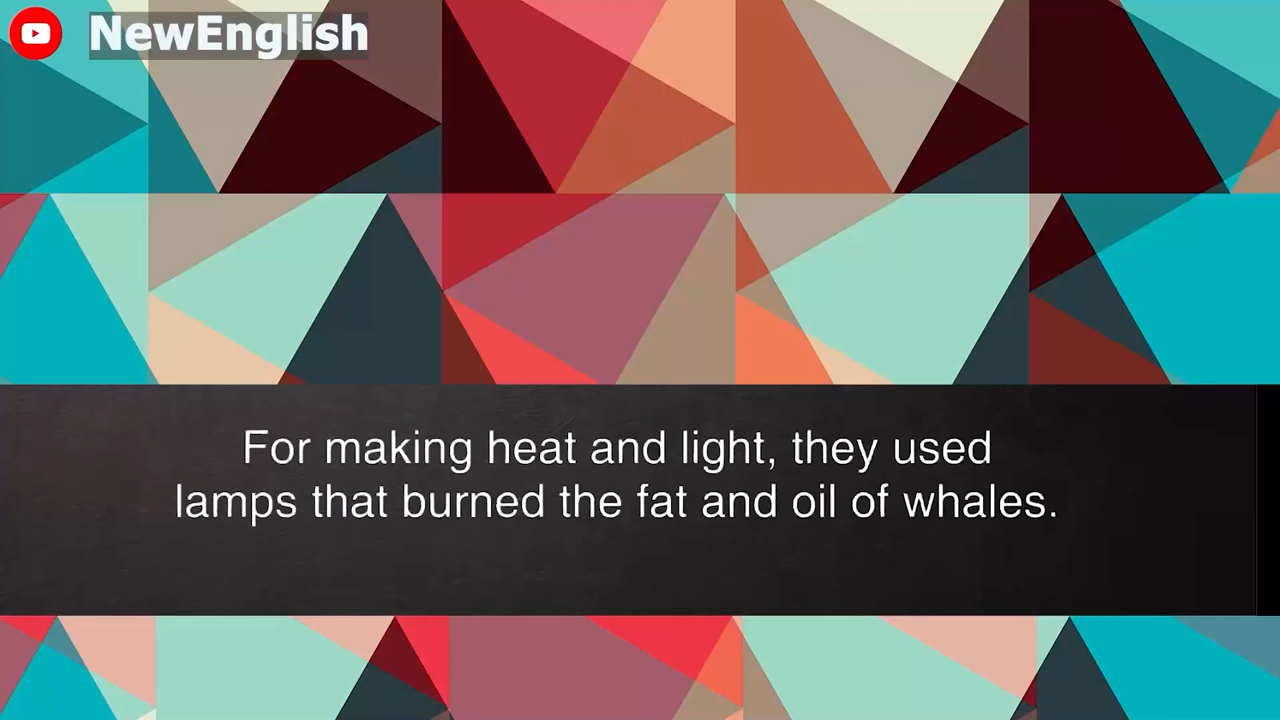 NewEnglish
For making heat and light, they used
lamps that burned the fat and oil of whales.